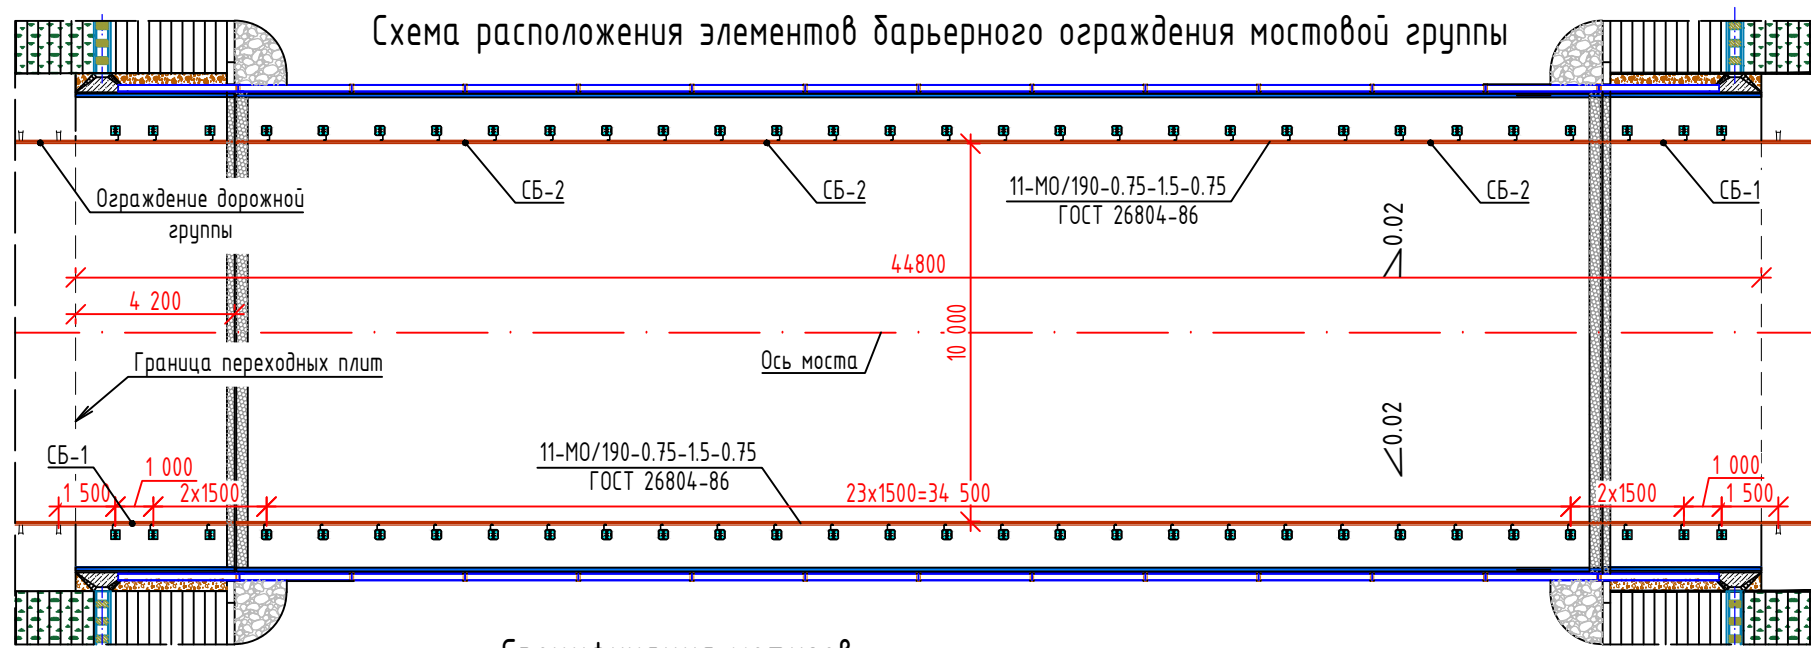 Схема расположения элементов барьерного ограждения мостовой группы
Ограждение дорожной
группы
СБ-2
СБ-2
11-МО/190-0.75-1.5-0.75
ГОСТ 26804-86
СБ-2
СБ-1
0.02
44800
4 200
10 000
Граница переходных плит
Ось моста
0.02
СБ-1
11-МО/190-0.75-1.5-0.75
ГОСТ 26804-86
1 500
1 000
2х1500
23х1500=34 500
2х1500
1 000
1 500